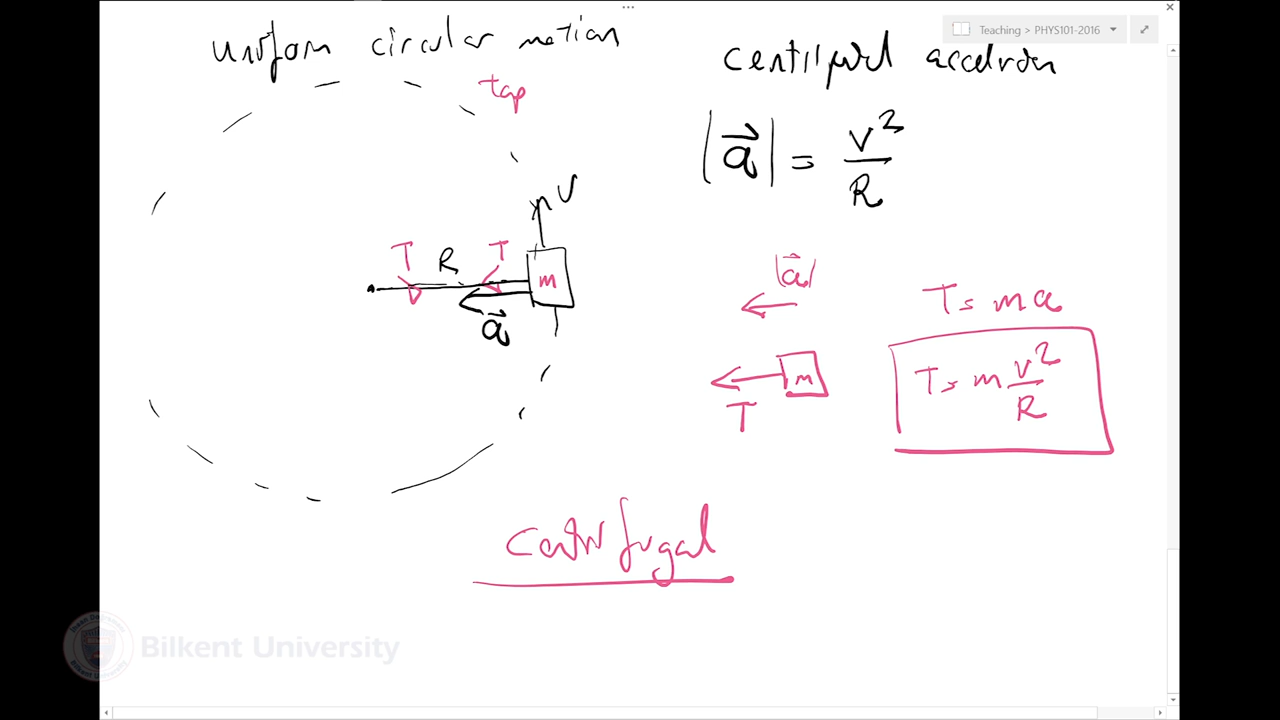 Teaching > PHYS101-2016
uniform circular motion
centripetal acceleration
top
|a⃗| = v²/R
v
T R T
m
a⃗
|a⃗|
T = ma
m
T
T = m v²/R
Centrifugal
Bilkent University